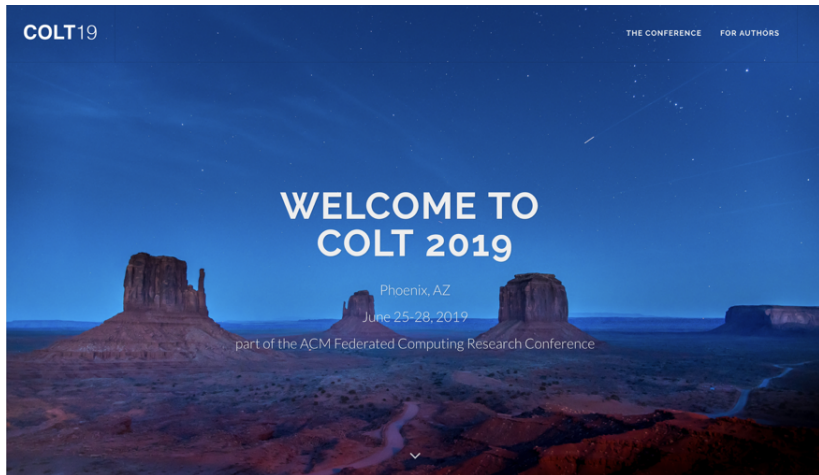 COLT19
THE CONFERENCE FOR AUTHORS
WELCOME TO
COLT 2019
Phoenix, AZ
June 25-28, 2019
part of the ACM Federated Computing Research Conference